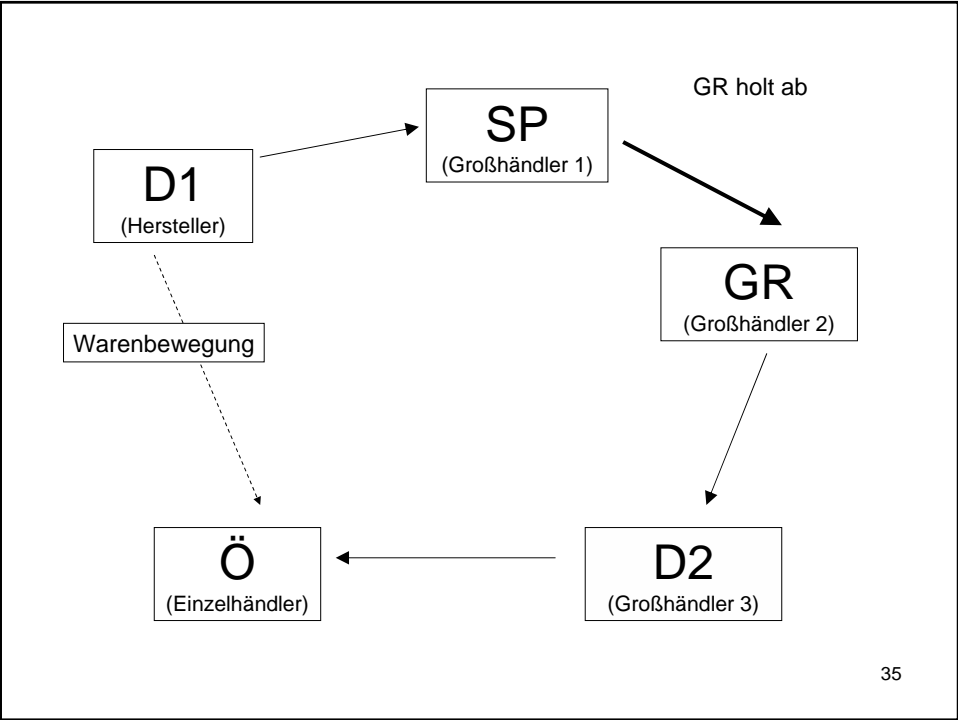 GR holt ab
SP
(Großhändler 1)
D1
(Hersteller)
GR
(Großhändler 2)
Warenbewegung
Ö
(Einzelhändler)
D2
(Großhändler 3)
35